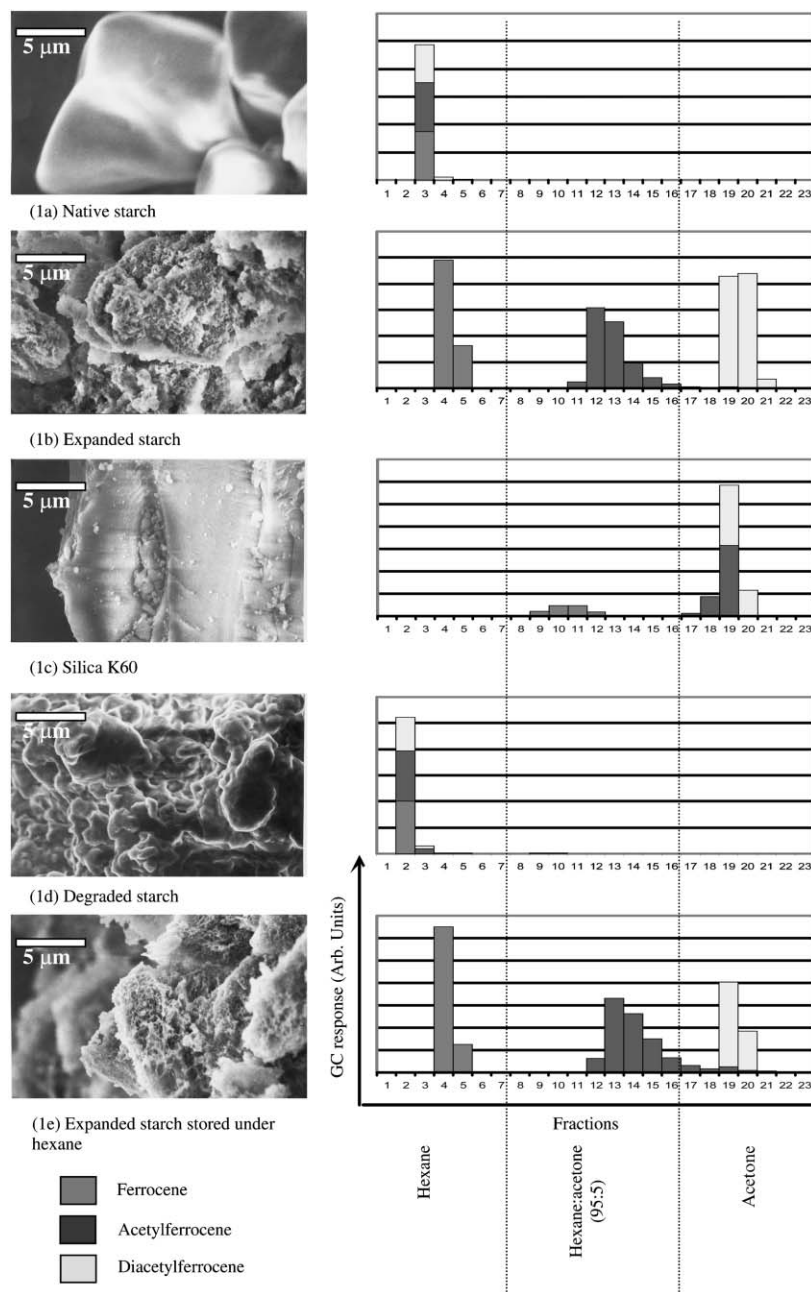 5 μm
1 2 3 4 5 6 7 8 9 10 11 12 13 14 15 16 17 18 19 20 21 22 23
(1a) Native starch
5 μm
1 2 3 4 5 6 7 8 9 10 11 12 13 14 15 16 17 18 19 20 21 22 23
(1b) Expanded starch
5 μm
1 2 3 4 5 6 7 8 9 10 11 12 13 14 15 16 17 18 19 20 21 22 23
(1c) Silica K60
5 μm
1 2 3 4 5 6 7 8 9 10 11 12 13 14 15 16 17 18 19 20 21 22 23
(1d) Degraded starch
5 μm
1 2 3 4 5 6 7 8 9 10 11 12 13 14 15 16 17 18 19 20 21 22 23
(1e) Expanded starch stored under
hexane
GC response (Arb. Units)
Fractions
Hexane
Hexane:acetone
(95:5)
Acetone
Ferrocene
Acetylferrocene
Diacetylferrocene